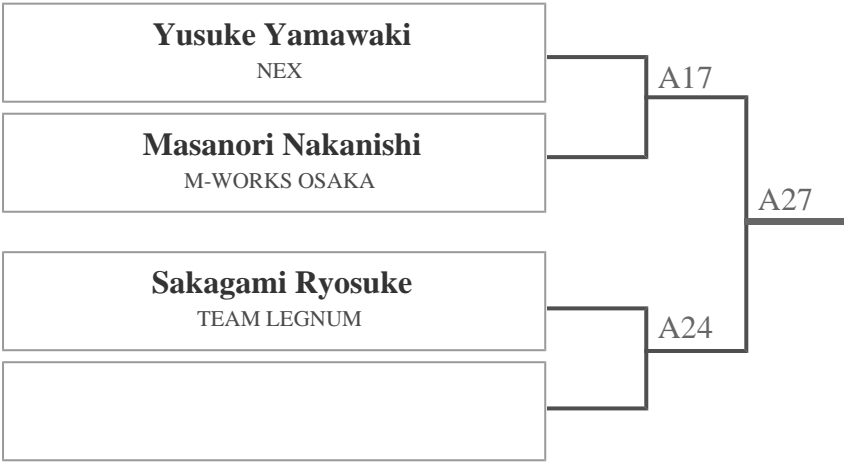 Yusuke Yamawaki
NEX
A17
Masanori Nakanishi
M-WORKS OSAKA
A27
Sakagami Ryosuke
TEAM LEGNUM
A24